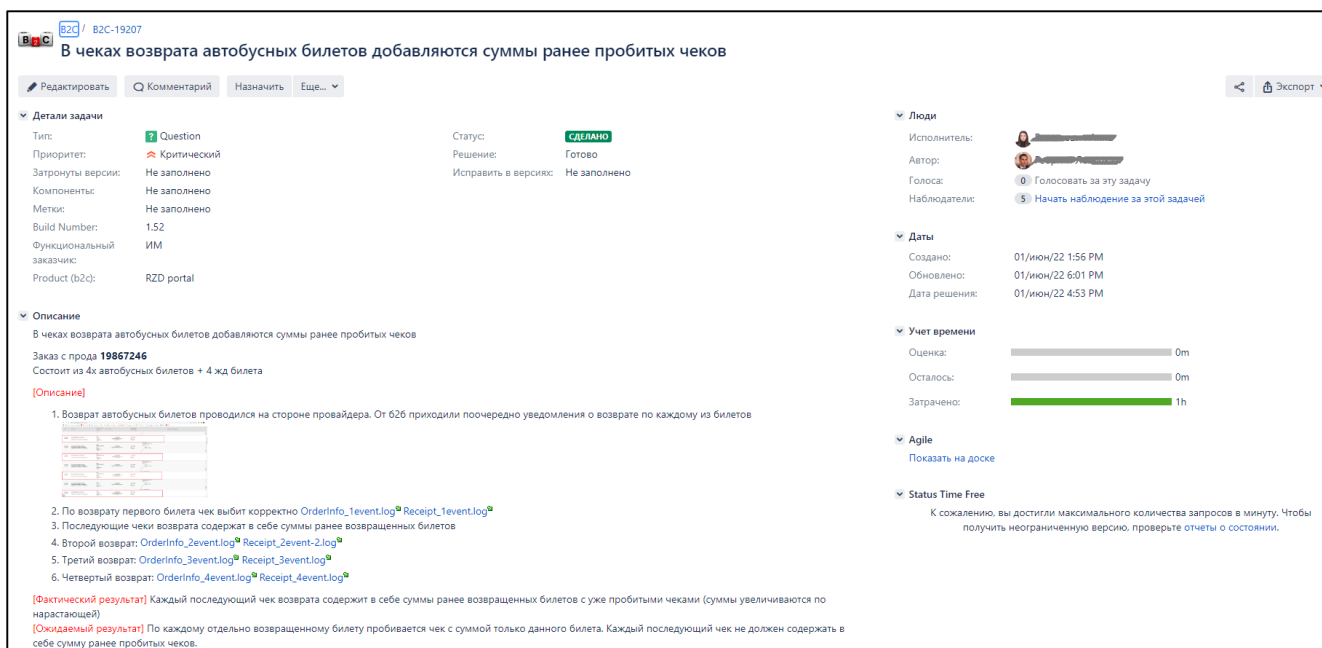 B2C
B2C / B2C-19207
В чеках возврата автобусных билетов добавляются суммы ранее пробитых чеков
Редактировать Комментарий Назначить Еще...
Экспорт
Детали задачи
Тип: Question
Приоритет: Критический
Затронуты версии: Не заполнено
Компоненты: Не заполнено
Метки: Не заполнено
Build Number: 1.52
Функциональный ИМ
заказчик:
Product (b2c): RZD portal
Статус: СДЕЛАНО
Решение: Готово
Исправить в версиях: Не заполнено
Описание
В чеках возврата автобусных билетов добавляются суммы ранее пробитых чеков
Заказ с прода 19867246
Состоит из 4х автобусных билетов + 4 жд билета
[Описание]
1. Возврат автобусных билетов проводился на стороне провайдера. От б2б приходили поочередно уведомления о возврате по каждому из билетов
2. По возврату первого билета чек выбит корректно OrderInfo_1event.log Receipt_1event.log
3. Последующие чеки возврата содержат в себе суммы ранее возвращенных билетов
4. Второй возврат: OrderInfo_2event.log Receipt_2event-2.log
5. Третий возврат: OrderInfo_3event.log Receipt_3event.log
6. Четвертый возврат: OrderInfo_4event.log Receipt_4event.log
[Фактический результат] Каждый последующий чек возврата содержит в себе суммы ранее возвращенных билетов с уже пробитыми чеками (суммы увеличиваются по
нарастающей)
[Ожидаемый результат] По каждому отдельно возвращенному билету пробивается чек с суммой только данного билета. Каждый последующий чек не должен содержать в
себе сумму ранее пробитых чеков.
Люди
Исполнитель:
Автор:
Голоса: 0 Голосовать за эту задачу
Наблюдатели: 5 Начать наблюдение за этой задачей
Даты
Создано: 01/июн/22 1:56 PM
Обновлено: 01/июн/22 6:01 PM
Дата решения: 01/июн/22 4:53 PM
Учет времени
Оценка: 0m
Осталось: 0m
Затрачено: 1h
Agile
Показать на доске
Status Time Free
К сожалению, вы достигли максимального количества запросов в минуту. Чтобы
получить неограниченную версию, проверьте отчеты о состоянии.